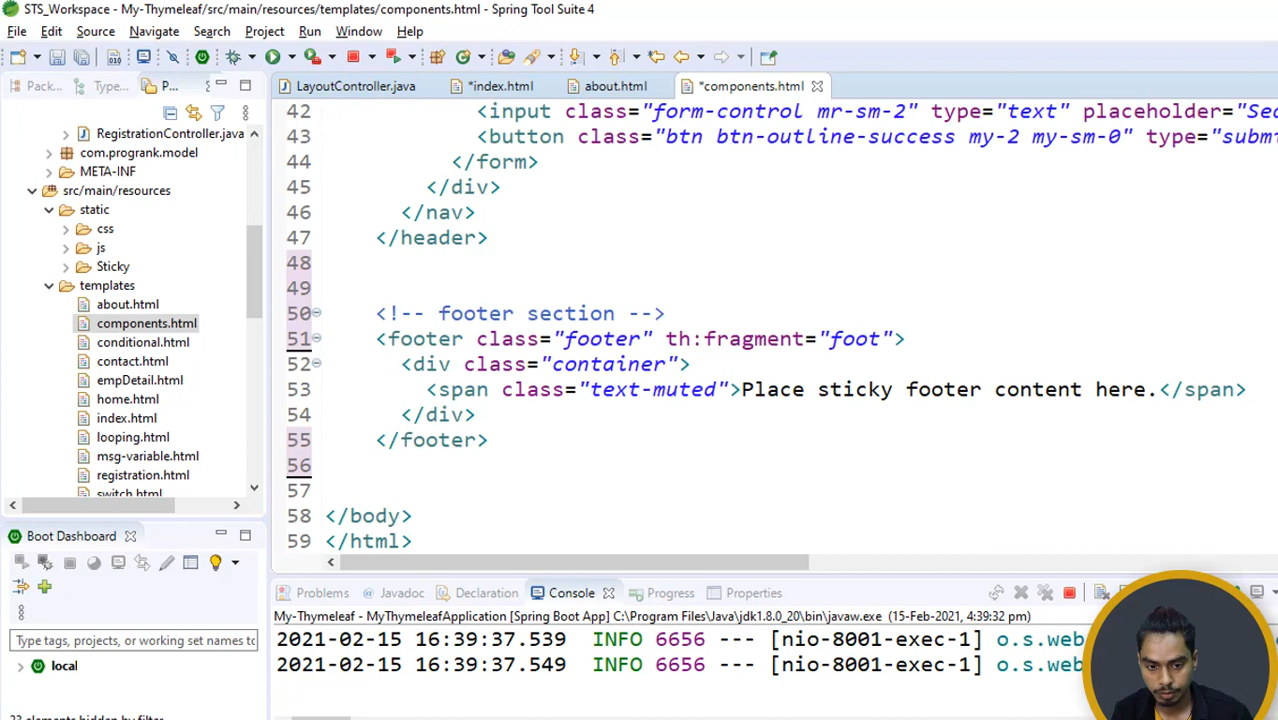 STS_Workspace - My-Thymeleaf/src/main/resources/templates/components.html - Spring Tool Suite 4
File Edit Source Navigate Search Project Run Window Help
Pack... Type... P...
LayoutController.java *index.html about.html *components.html
RegistrationController.java
com.progrank.model
META-INF
src/main/resources
static
css
js
Sticky
templates
about.html
components.html
conditional.html
contact.html
empDetail.html
home.html
index.html
looping.html
msg-variable.html
registration.html
switch.html
42 <input class="form-control mr-sm-2" type="text" placeholder="Sea
43 <button class="btn btn-outline-success my-2 my-sm-0" type="subm
44 </form>
45 </div>
46 </nav>
47 </header>
48
49
50 <!-- footer section -->
51 <footer class="footer" th:fragment="foot">
52 <div class="container">
53 <span class="text-muted">Place sticky footer content here.</span>
54 </div>
55 </footer>
56
57
58 </body>
59 </html>
Boot Dashboard
Type tags, projects, or working set names to
local
Problems @ Javadoc Declaration Console Progress Properties
My-Thymeleaf - MyThymeleafApplication [Spring Boot App] C:\Program Files\Java\jdk1.8.0_20\bin\javaw.exe (15-Feb-2021, 4:39:32 pm)
2021-02-15 16:39:37.539 INFO 6656 --- [nio-8001-exec-1] o.s.web
2021-02-15 16:39:37.549 INFO 6656 --- [nio-8001-exec-1] o.s.web